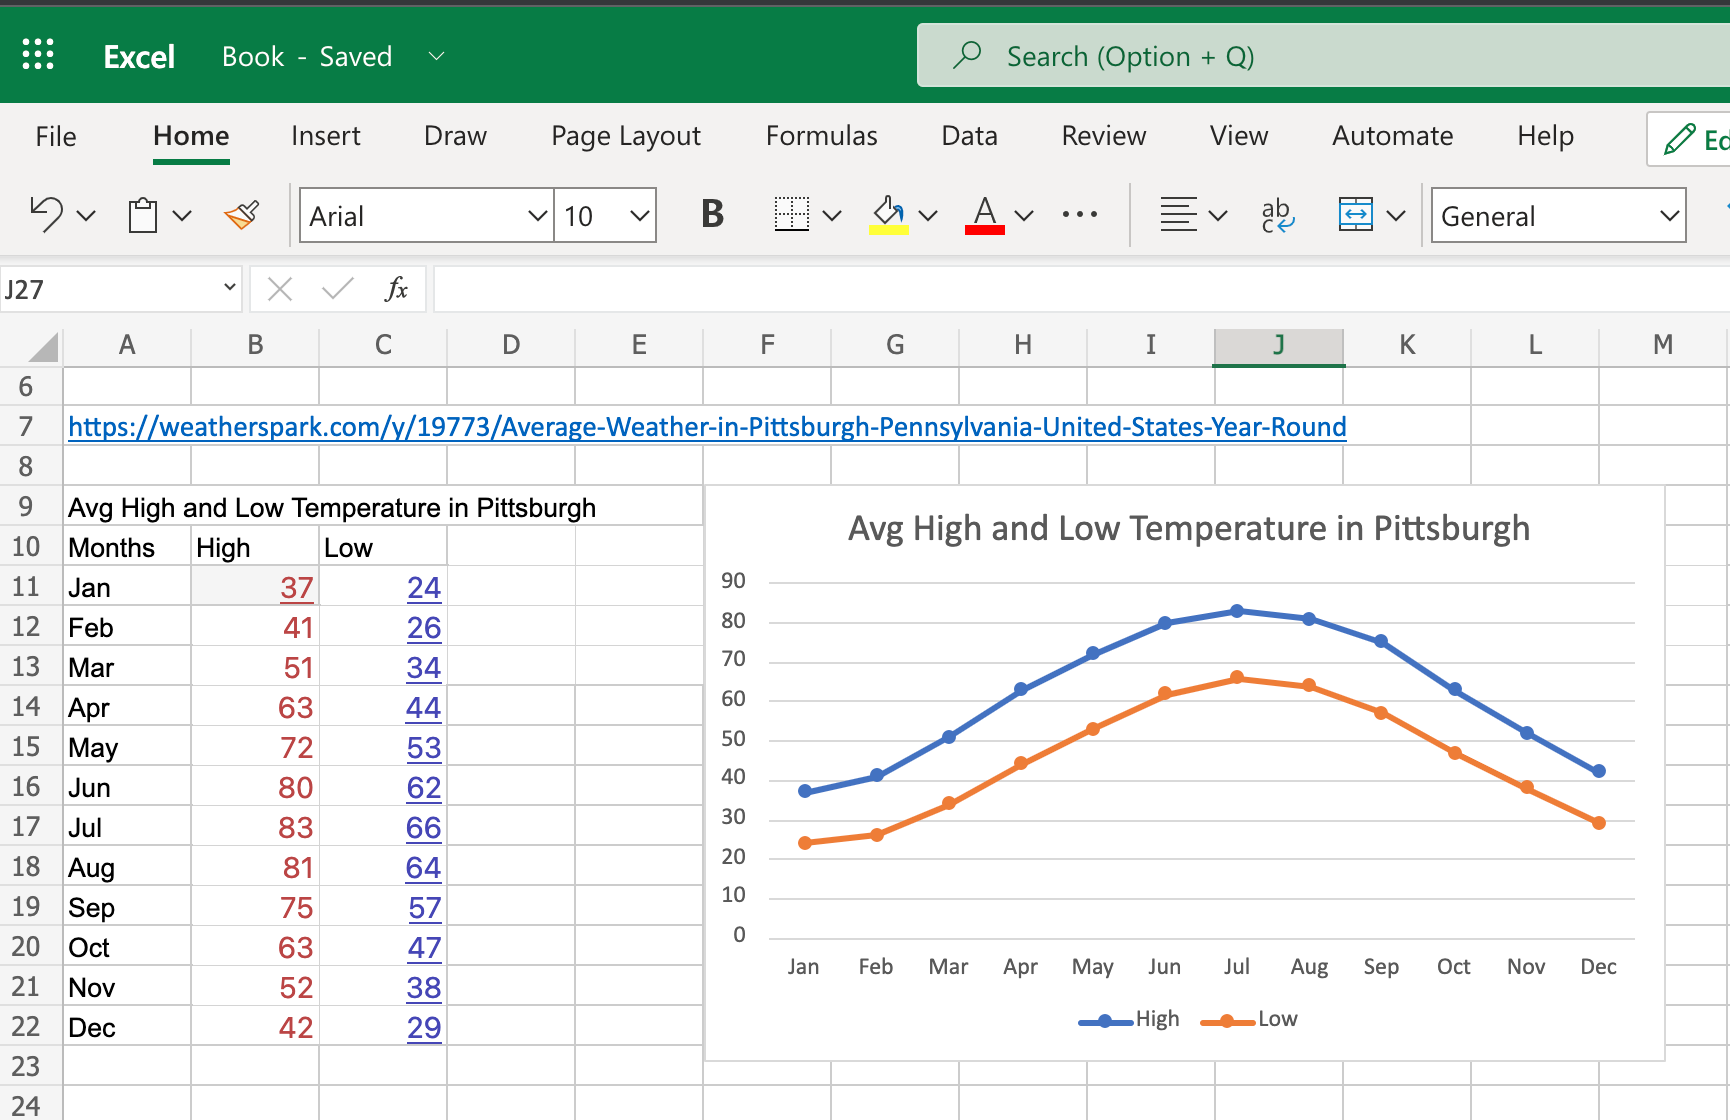 Excel Book - Saved Search (Option + Q)
File Home Insert Draw Page Layout Formulas Data Review View Automate Help
Arial 10 B A ab c General
J27 fx
A B C D E F G H I J K L M
6
7 https://weatherspark.com/y/19773/Average-Weather-in-Pittsburgh-Pennsylvania-United-States-Year-Round
8
9 Avg High and Low Temperature in Pittsburgh
10 Months High Low
11 Jan 37 24
12 Feb 41 26
13 Mar 51 34
14 Apr 63 44
15 May 72 53
16 Jun 80 62
17 Jul 83 66
18 Aug 81 64
19 Sep 75 57
20 Oct 63 47
21 Nov 52 38
22 Dec 42 29
23
24
Avg High and Low Temperature in Pittsburgh
90
80
70
60
50
40
30
20
10
0
Jan Feb Mar Apr May Jun Jul Aug Sep Oct Nov Dec
High Low